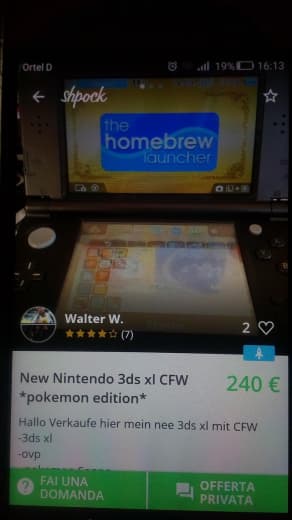 Ortel D
19% 16:13
shpock
the
homebrew
launcher
Walter W.
(7)
2
New Nintendo 3ds xl CFW
*pokemon edition*
240 €
Hallo Verkaufe hier mein nee 3ds xl mit CFW
-3ds xl
-ovp
FAI UNA
DOMANDA
OFFERTA
PRIVATA